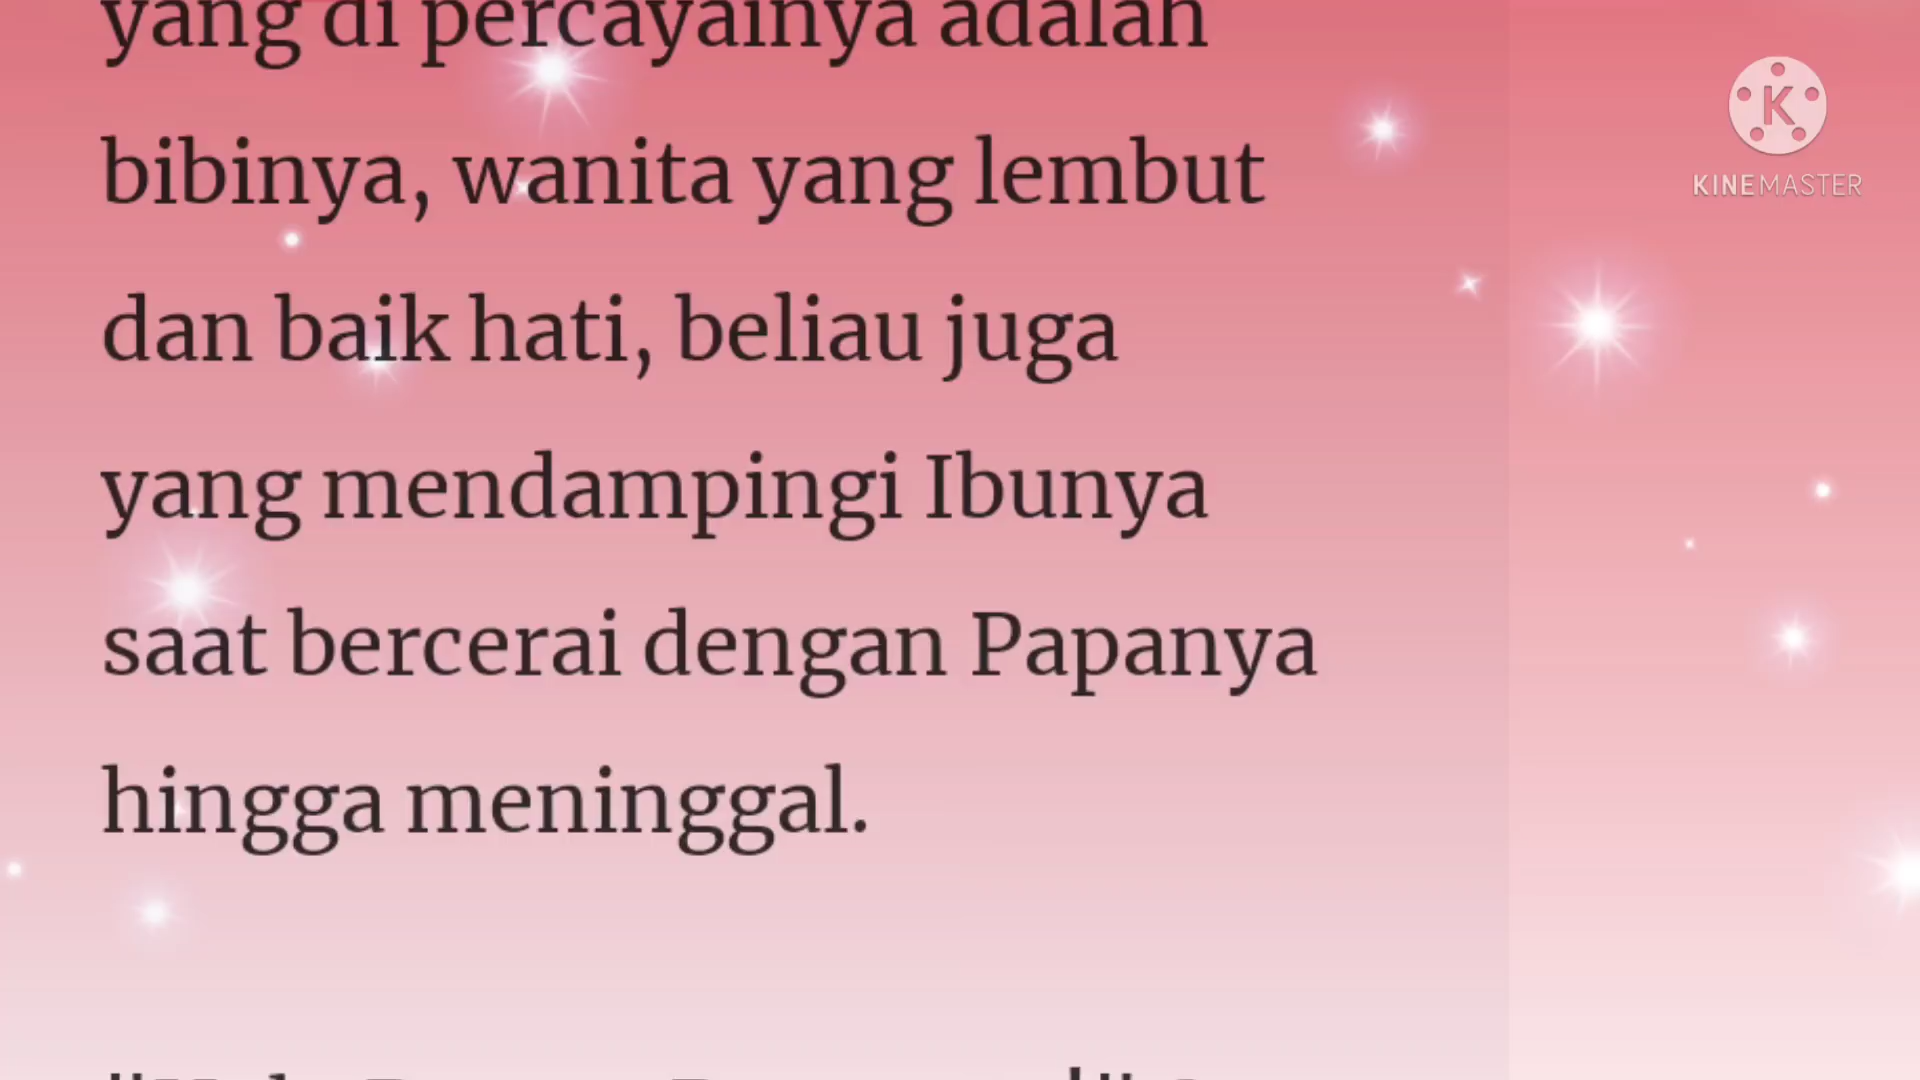 yang di percayainya adalah
bibinya, wanita yang lembut
dan baik hati, beliau juga
yang mendampingi Ibunya
saat bercerai dengan Papanya
hingga meninggal.
K
KINEMASTER